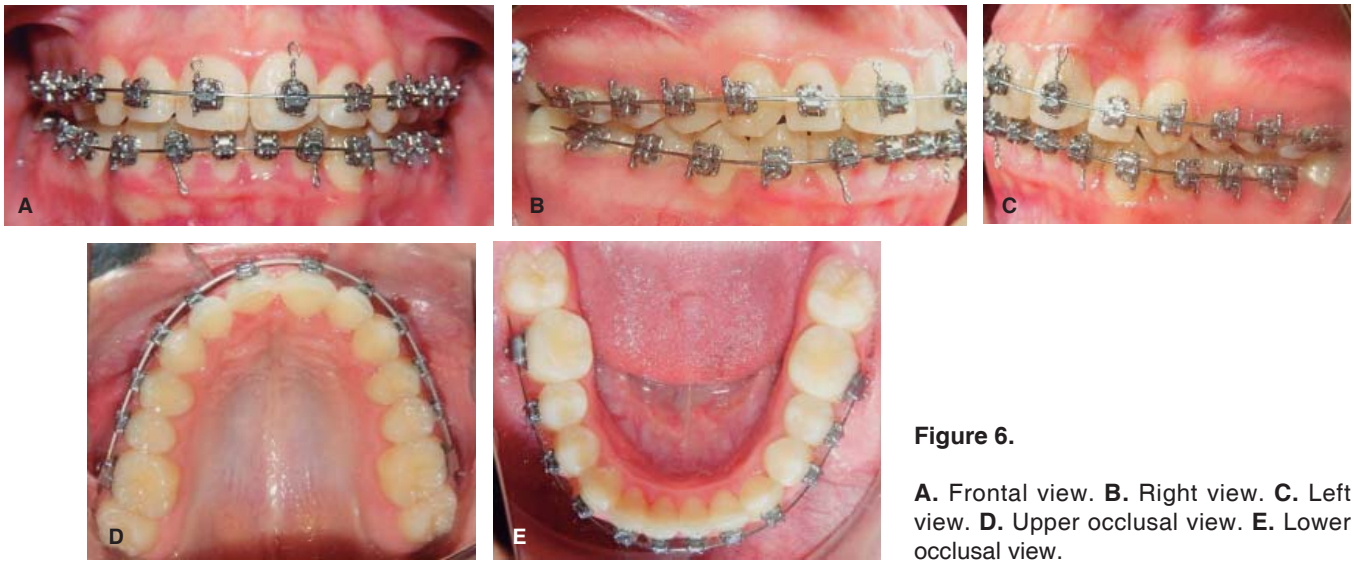 A
B
C
D
E
Figure 6.
A. Frontal view. B. Right view. C. Left
view. D. Upper occlusal view. E. Lower
occlusal view.